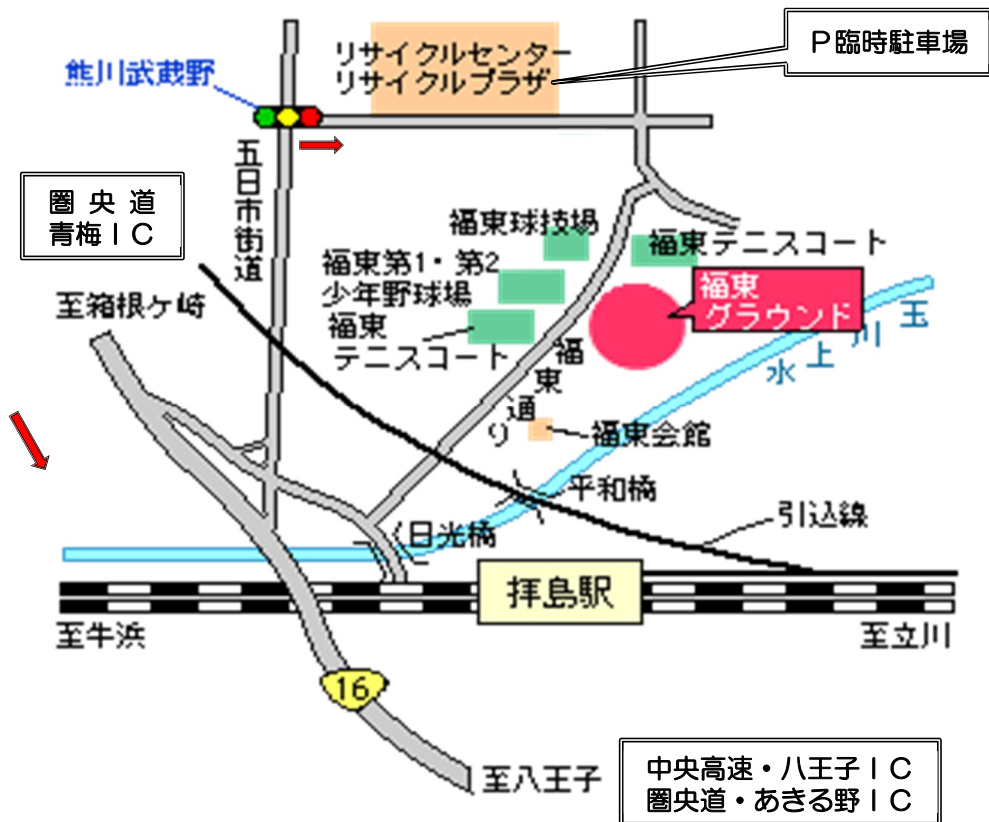 リサイクルセンター
リサイクルプラザ
P臨時駐車場
熊川武蔵野
五日市街道
圏央道
青梅IC
福東球技場
福東テニスコート
福東第1・第2
少年野球場
福東
テニスコート
福東
グラウンド
至箱根ヶ崎
玉川上水
福東通り
福東会館
平和橋
日光橋
引込線
拝島駅
至牛浜
至立川
16
至八王子
中央高速・八王子IC
圏央道・あきる野IC